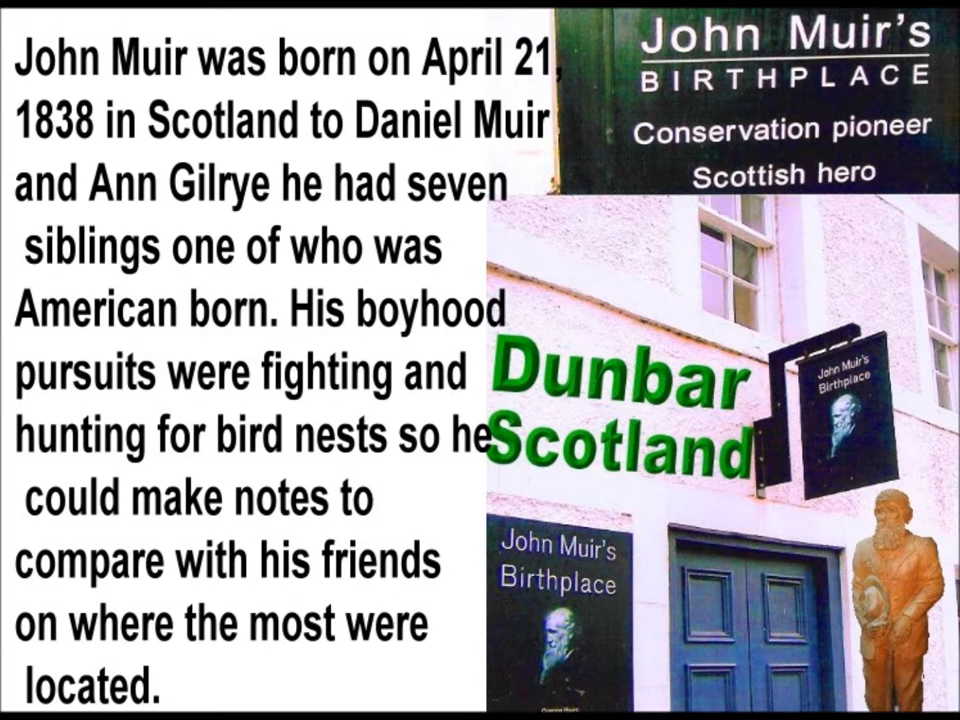 John Muir was born on April 21,
1838 in Scotland to Daniel Muir
and Ann Gilrye he had seven
siblings one of who was
American born. His boyhood
pursuits were fighting and
hunting for bird nests so he
could make notes to
compare with his friends
on where the most were
located.
John Muir's
BIRTHPLACE
Conservation pioneer
Scottish hero
John Muir's
Birthplace
Dunbar
Scotland
John Muir's
Birthplace